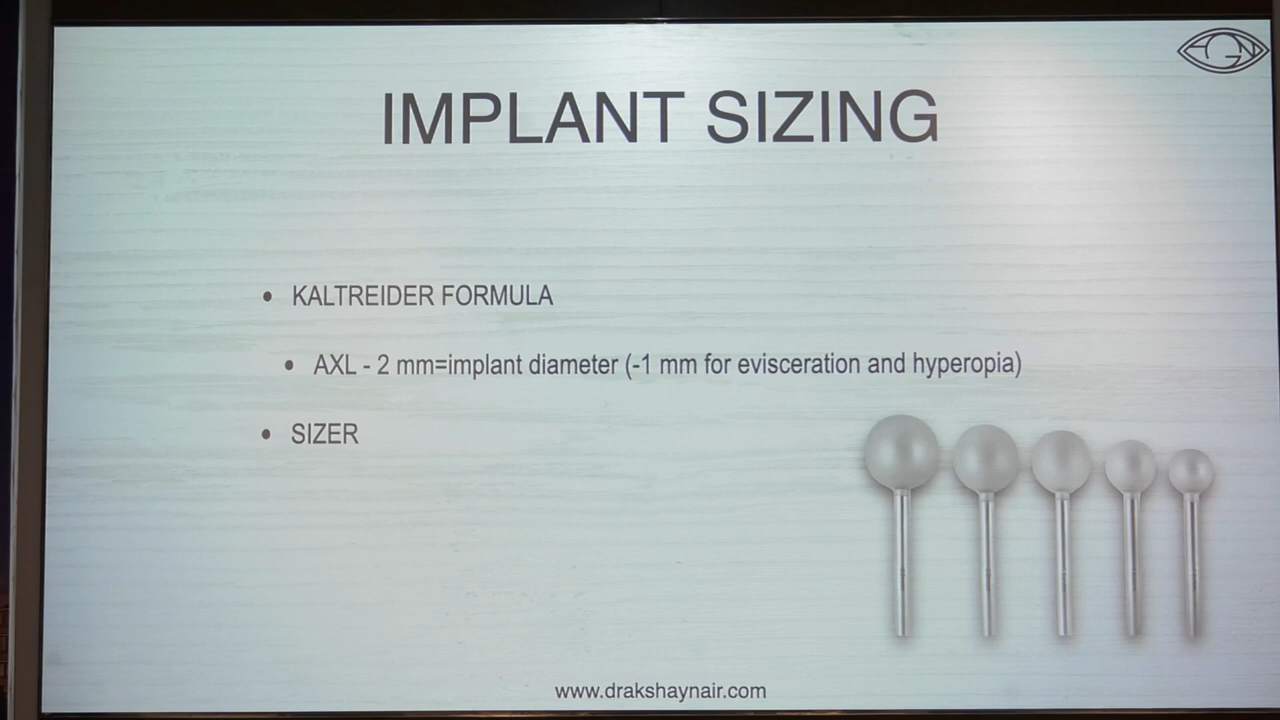 AGN
IMPLANT SIZING
• KALTREIDER FORMULA
• AXL - 2 mm=implant diameter (-1 mm for evisceration and hyperopia)
• SIZER
www.drakshaynair.com